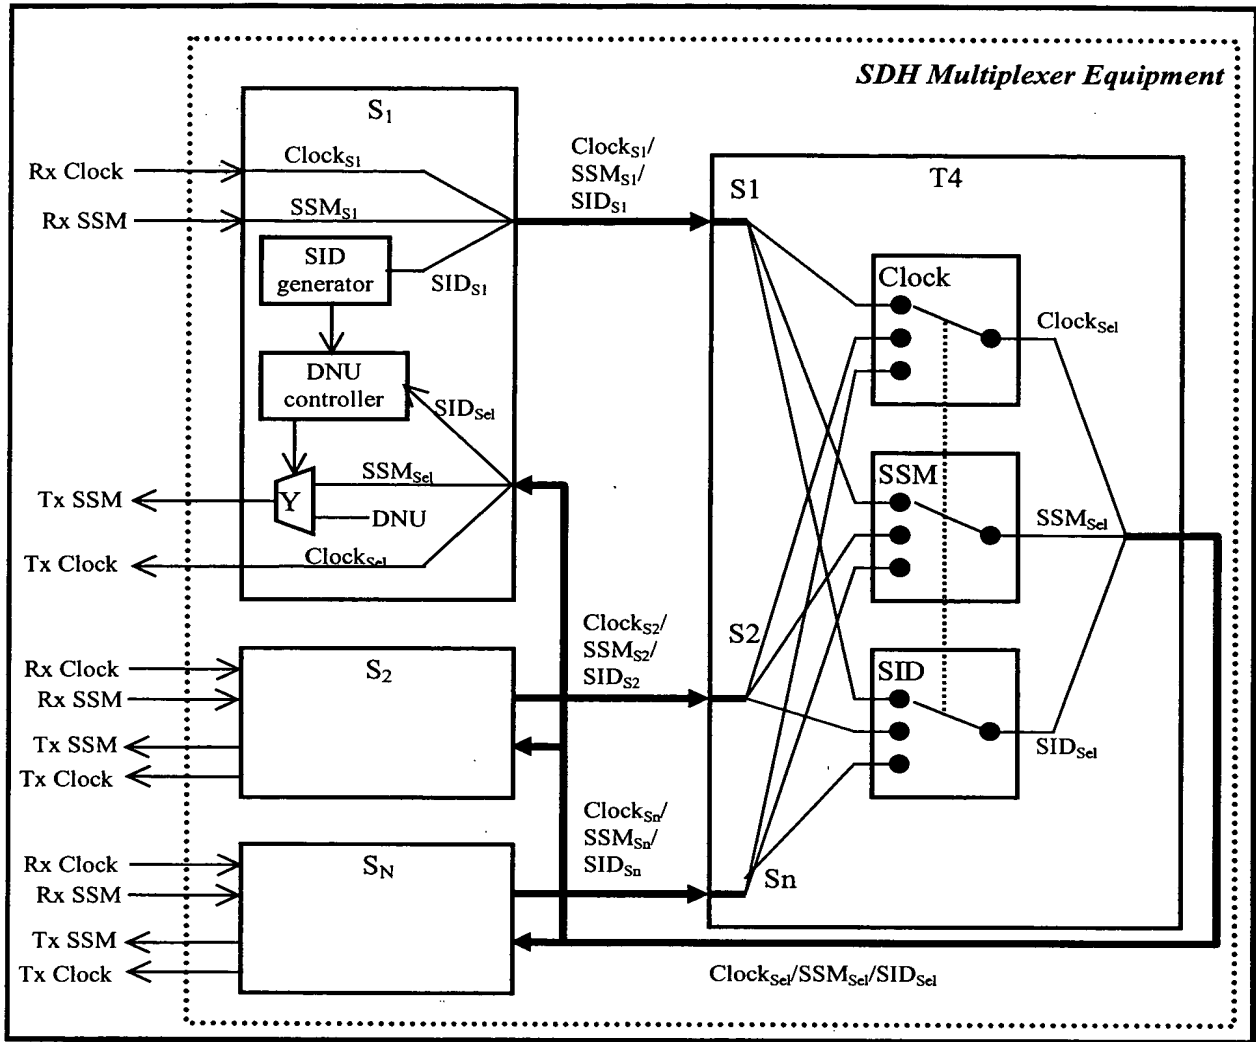 SDH Multiplexer Equipment
S1
Rx Clock
ClockS1
Rx SSM
SSMS1
SID
generator
SIDS1
DNU
controller
SIDSel
Tx SSM
Y
SSMSel
DNU
Tx Clock
ClockSel
ClockS1/
SSMS1/
SIDS1
T4
S1
Clock
ClockSel
SSM
SSMSel
S2
SID
SIDSel
Sn
Rx Clock
Rx SSM
Tx SSM
Tx Clock
S2
ClockS2/
SSMS2/
SIDS2
Rx Clock
Rx SSM
Tx SSM
Tx Clock
SN
ClockSn/
SSMSn/
SIDSn
ClockSel/SSMSel/SIDSel